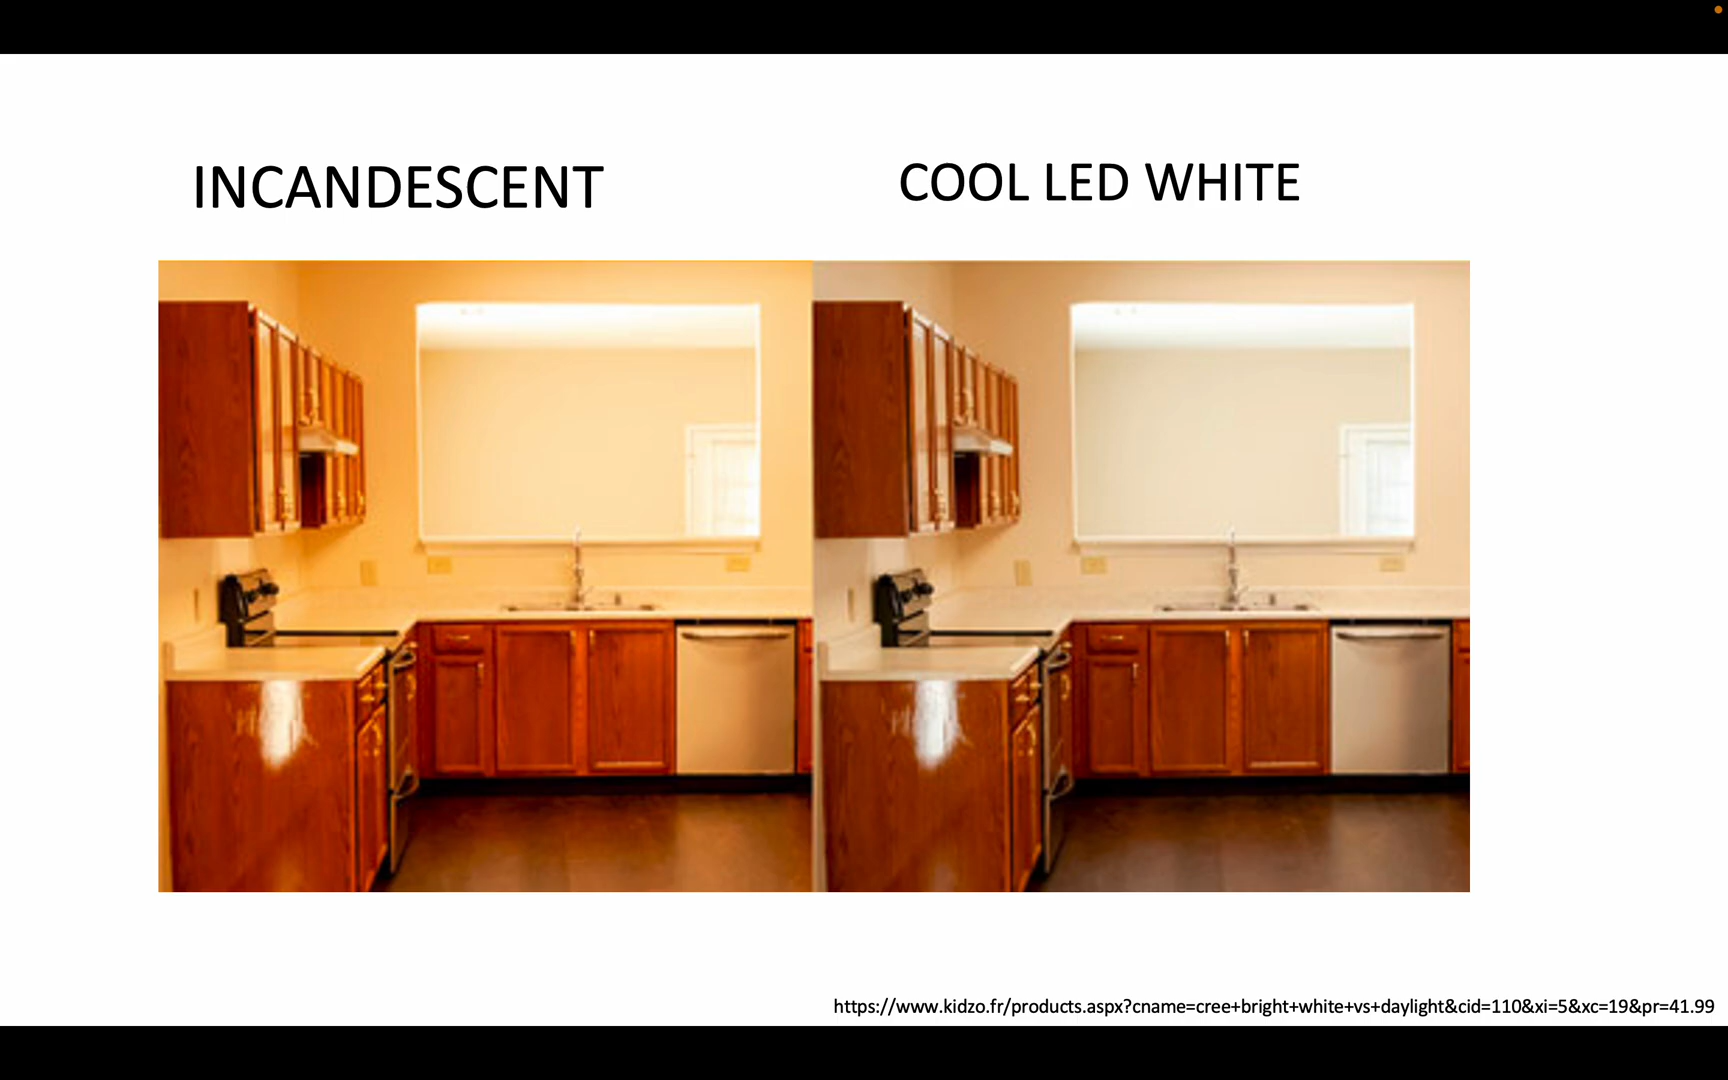 INCANDESCENT
COOL LED WHITE
https://www.kidzo.fr/products.aspx?cname=cree+bright+white+vs+daylight&cid=110&xi=5&xc=19&pr=41.99